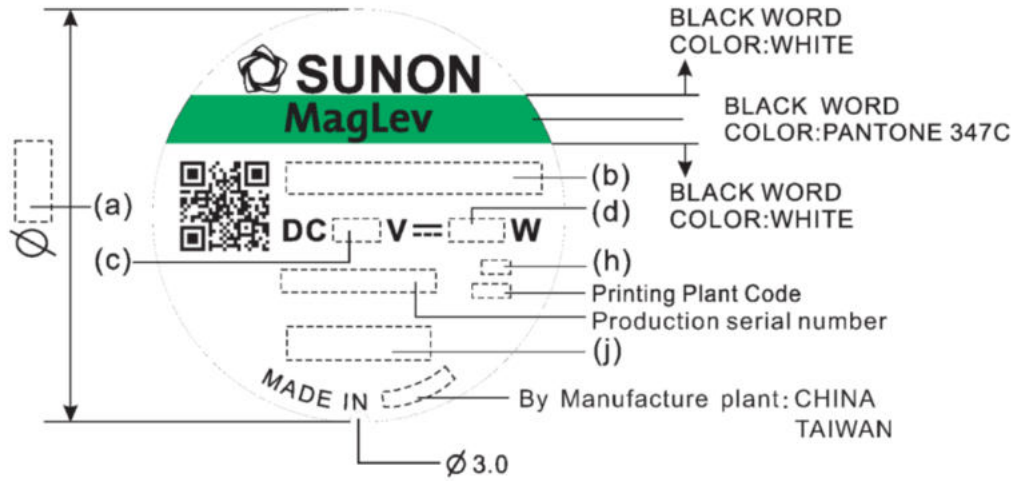 BLACK WORD
COLOR:WHITE
SUNON
MagLev
BLACK WORD
COLOR:PANTONE 347C
(a)
(b)
BLACK WORD
COLOR:WHITE
DC V⎓ W
(d)
(c)
(h)
Printing Plant Code
Production serial number
(j)
MADE IN
By Manufacture plant: CHINA
TAIWAN
Ø
Ø 3.0